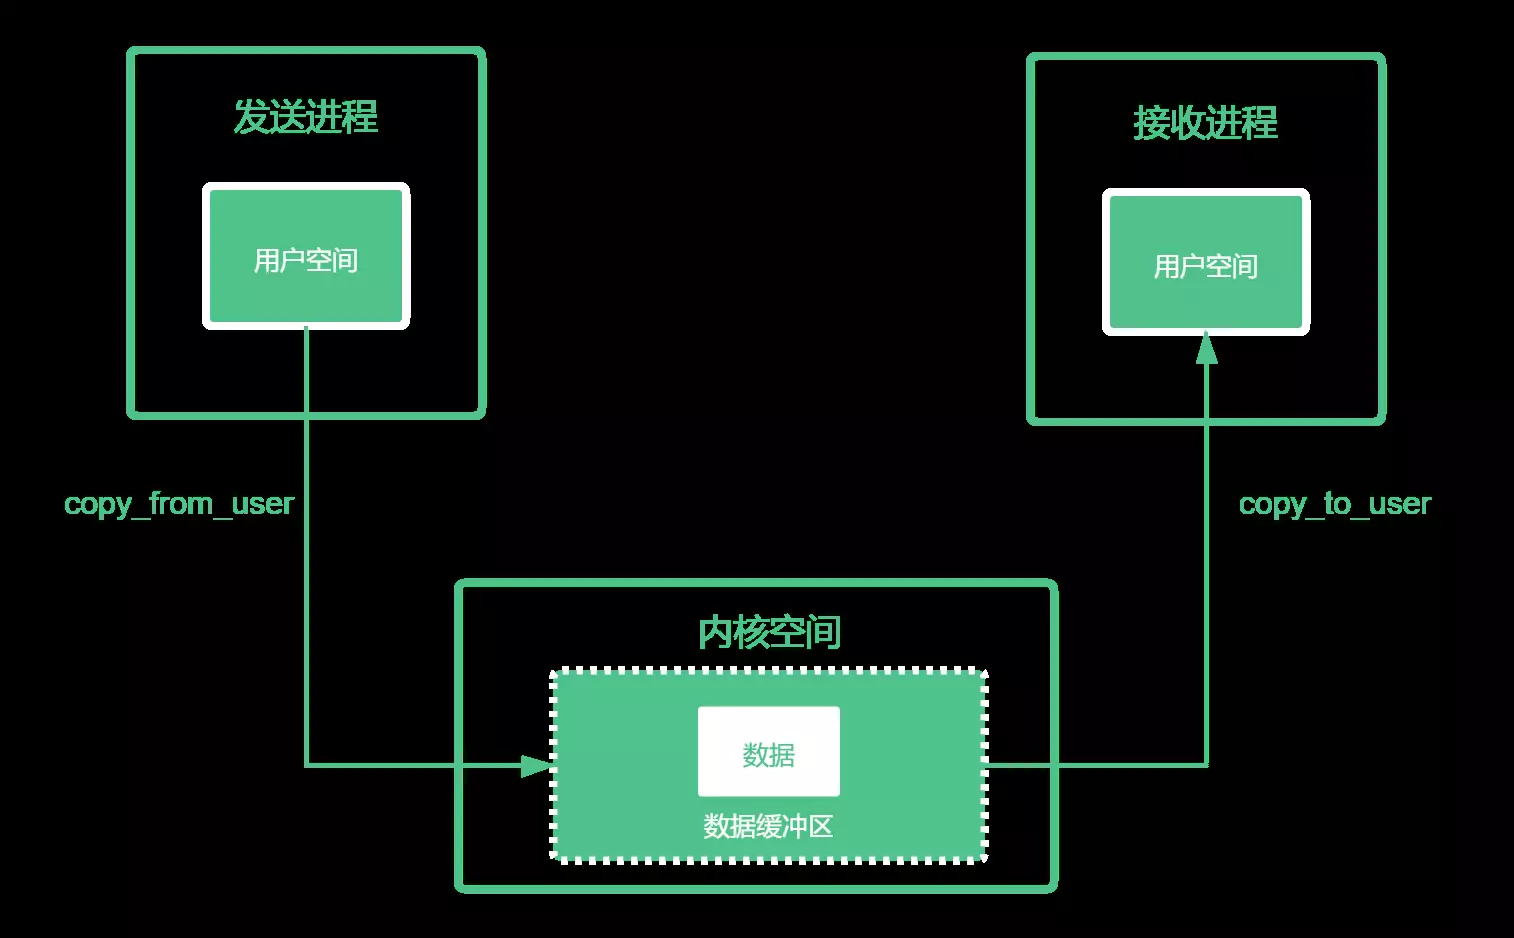 发送进程
用户空间
接收进程
用户空间
copy_from_user
copy_to_user
内核空间
数据
数据缓冲区